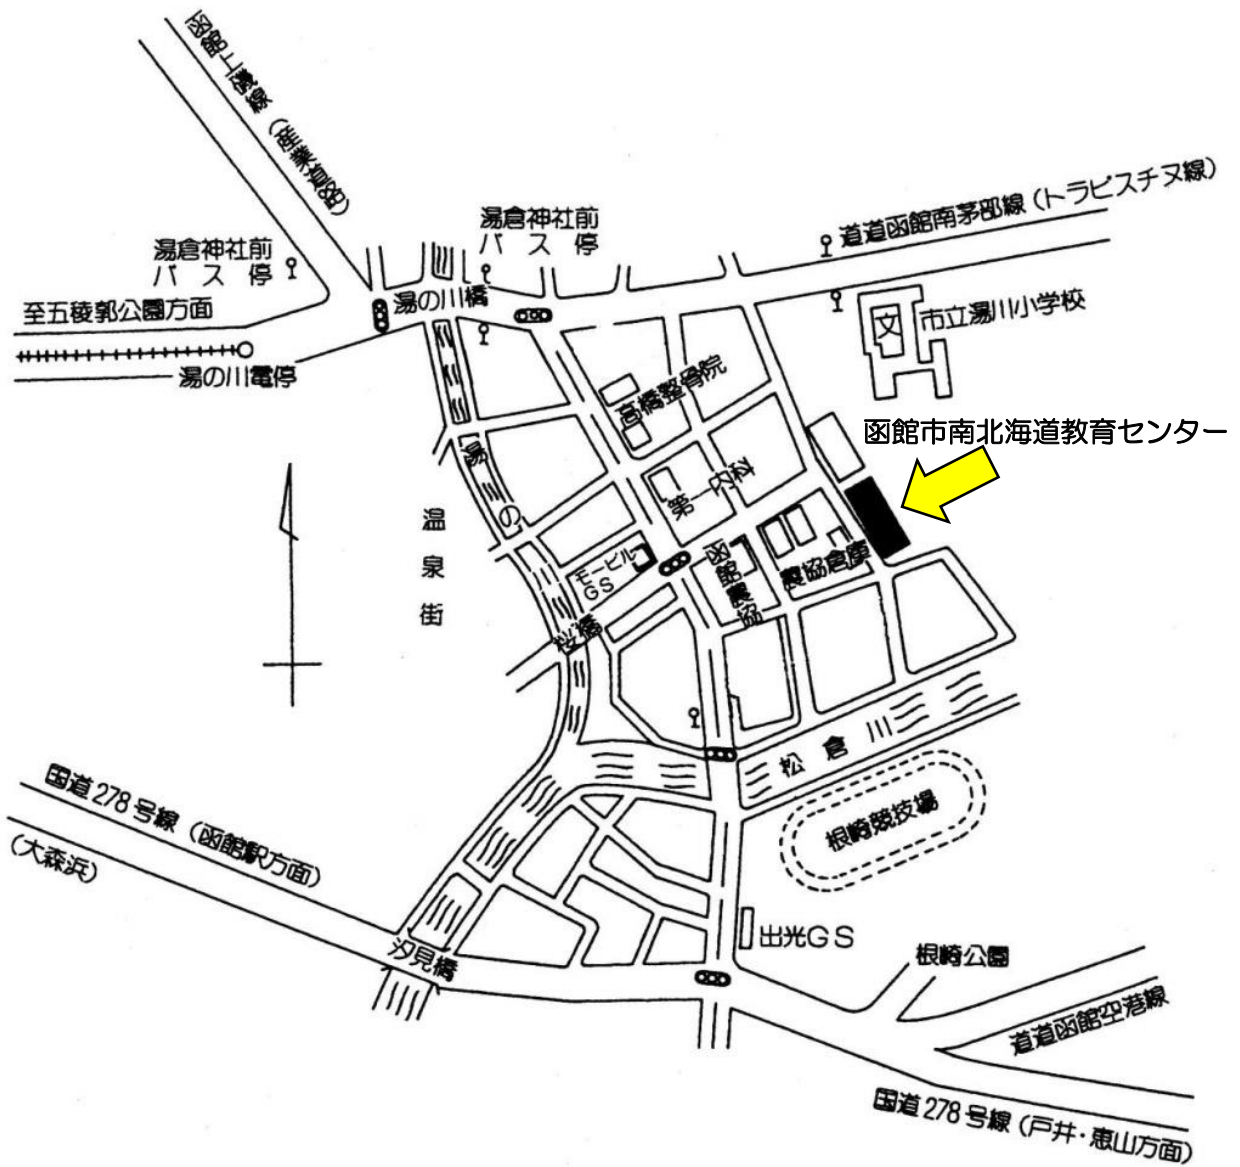 函館上磯線(産業道路)
湯倉神社前
バス停
湯倉神社前
バス停
道道函館南茅部線(トラピスチヌ線)
至五稜郭公園方面
湯の川橋
文
市立湯川小学校
湯の川電停
高橋整骨院
函館市南北海道教育センター
湯の川
第一内科
温泉街
モービル
GS
函館農協
農協倉庫
桜橋
松倉川
国道278号線(函館駅方面)
(大森浜)
根崎競技場
出光GS
汐見橋
根崎公園
道道函館空港線
国道278号線(戸井・恵山方面)